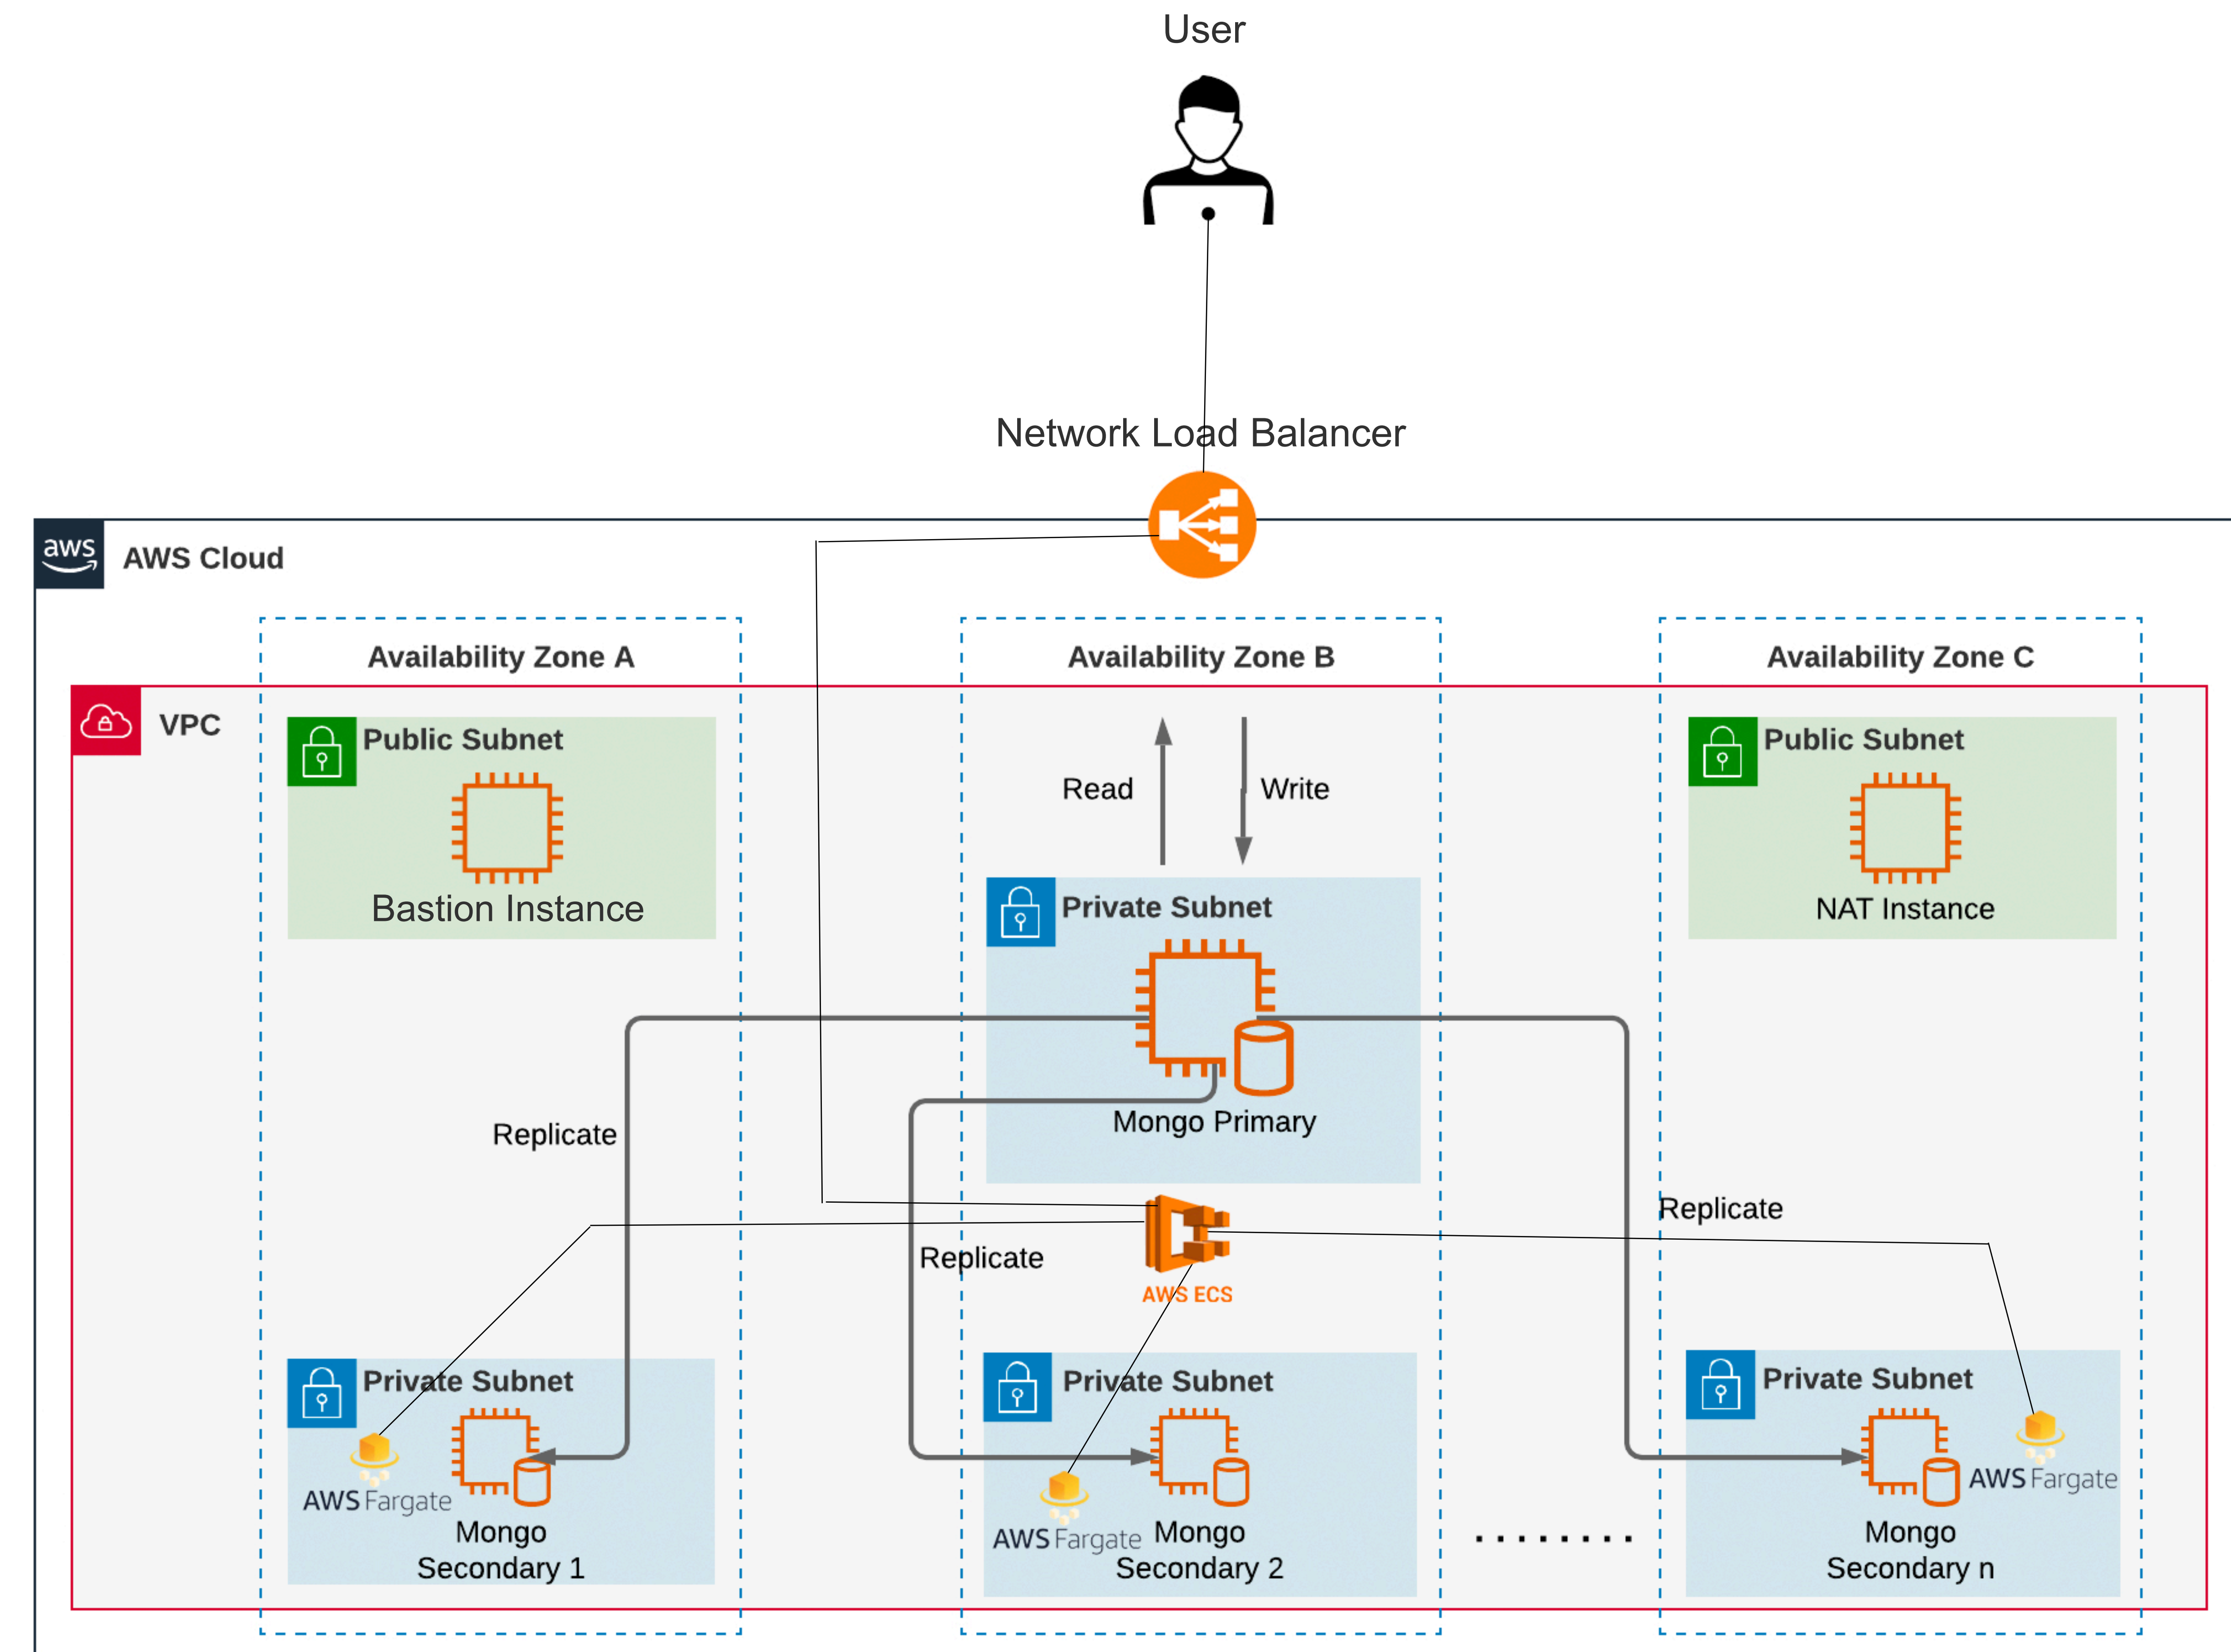 User
Network Load Balancer
aws
AWS Cloud
Availability Zone A
Availability Zone B
Availability Zone C
VPC
Public Subnet
Bastion Instance
Read
Write
Public Subnet
NAT Instance
Private Subnet
Mongo Primary
Replicate
Replicate
Replicate
AWS ECS
Private Subnet
AWS Fargate
Mongo
Secondary 1
Private Subnet
AWS Fargate
Mongo
Secondary 2
........
Private Subnet
AWS Fargate
Mongo
Secondary n